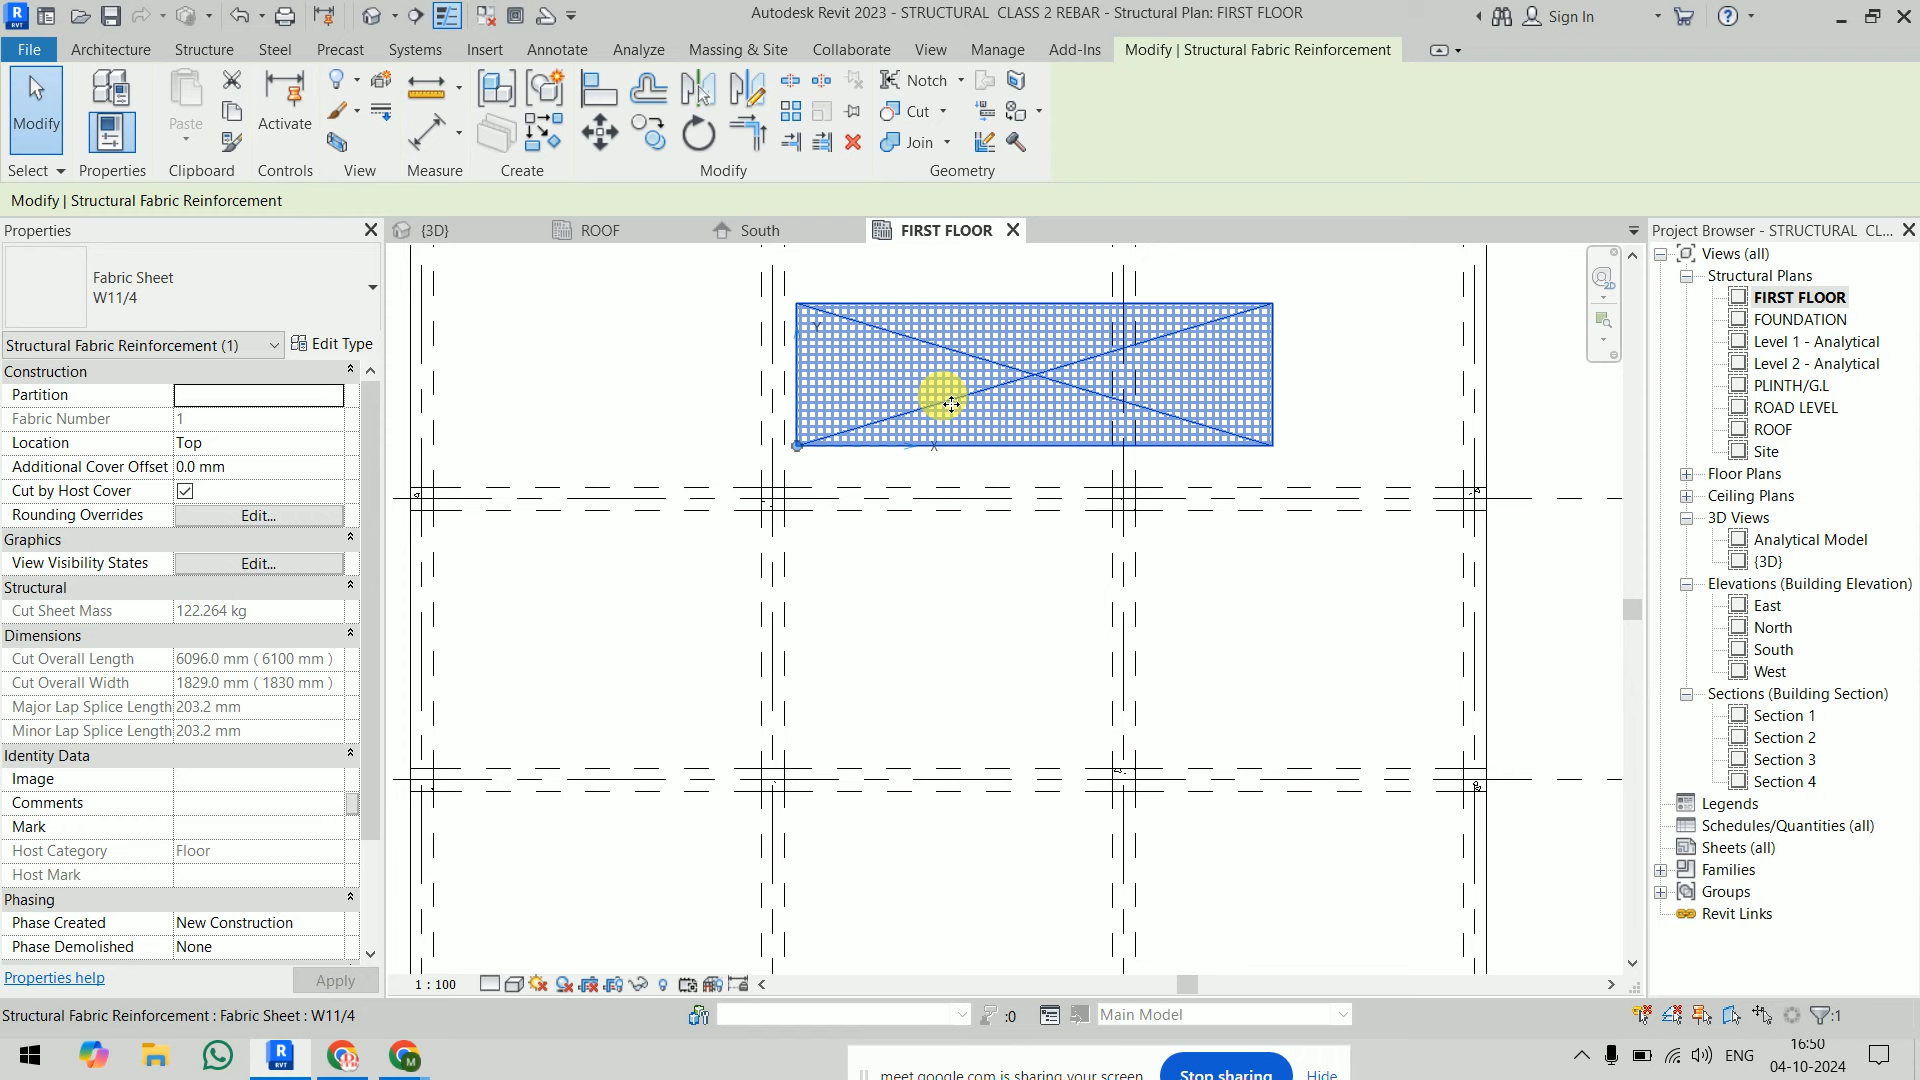 Autodesk Revit 2023 - STRUCTURAL CLASS 2 REBAR - Structural Plan: FIRST FLOOR
Sign In
File Architecture Structure Steel Precast Systems Insert Annotate Analyze Massing & Site Collaborate View Manage Add-Ins Modify | Structural Fabric Reinforcement
Modify Paste Activate Notch Cut Join
Select Properties Clipboard Controls View Measure Create Modify Geometry
Modify | Structural Fabric Reinforcement
Properties
{3D} ROOF South FIRST FLOOR
Project Browser - STRUCTURAL CL...
Fabric Sheet
W11/4
Structural Fabric Reinforcement (1) Edit Type
Construction
Partition
Fabric Number 1
Location Top
Additional Cover Offset 0.0 mm
Cut by Host Cover
Rounding Overrides Edit...
Graphics
View Visibility States Edit...
Structural
Cut Sheet Mass 122.264 kg
Dimensions
Cut Overall Length 6096.0 mm ( 6100 mm )
Cut Overall Width 1829.0 mm ( 1830 mm )
Major Lap Splice Length 203.2 mm
Minor Lap Splice Length 203.2 mm
Identity Data
Image
Comments
Mark
Host Category Floor
Host Mark
Phasing
Phase Created New Construction
Phase Demolished None
Properties help Apply
Y
X
2D
Views (all)
Structural Plans
FIRST FLOOR
FOUNDATION
Level 1 - Analytical
Level 2 - Analytical
PLINTH/G.L
ROAD LEVEL
ROOF
Site
Floor Plans
Ceiling Plans
3D Views
Analytical Model
{3D}
Elevations (Building Elevation)
East
North
South
West
Sections (Building Section)
Section 1
Section 2
Section 3
Section 4
Legends
Schedules/Quantities (all)
Sheets (all)
Families
Groups
Revit Links
1 : 100
Structural Fabric Reinforcement : Fabric Sheet : W11/4
:0
Main Model
:1
meet.google.com is sharing your screen. Stop sharing Hide
ENG
16:50
04-10-2024